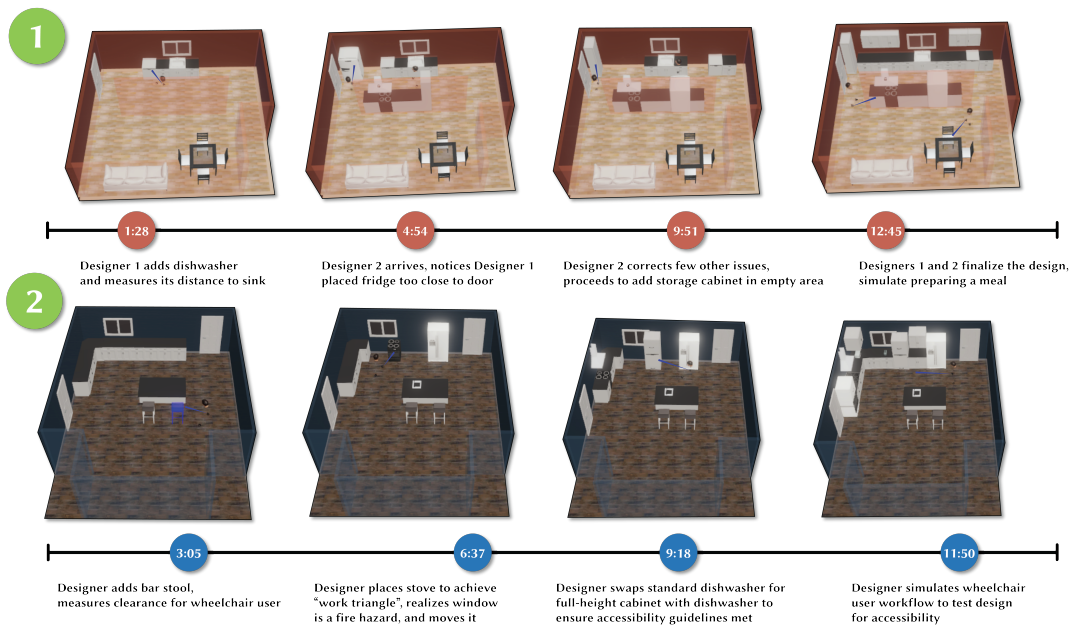 1
1:28
4:54
9:51
12:45
Designer 1 adds dishwasher
and measures its distance to sink
Designer 2 arrives, notices Designer 1
placed fridge too close to door
Designer 2 corrects few other issues,
proceeds to add storage cabinet in empty area
Designers 1 and 2 finalize the design,
simulate preparing a meal
2
3:05
6:37
9:18
11:50
Designer adds bar stool,
measures clearance for wheelchair user
Designer places stove to achieve
“work triangle”, realizes window
is a fire hazard, and moves it
Designer swaps standard dishwasher for
full-height cabinet with dishwasher to
ensure accessibility guidelines met
Designer simulates wheelchair
user workflow to test design
for accessibility